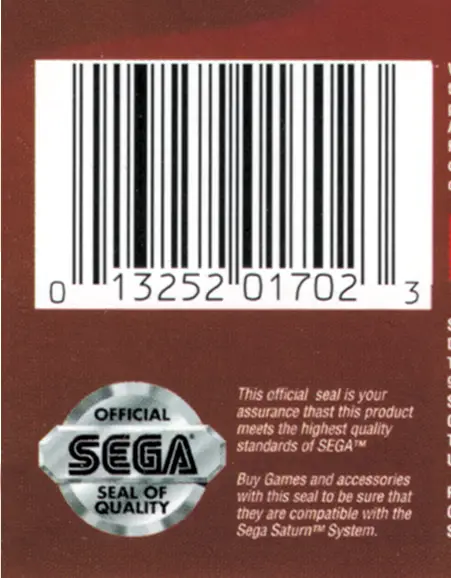 0 13252 01702 3
OFFICIAL
SEGA
SEAL OF
QUALITY
This official seal is your
assurance thast this product
meets the highest quality
standards of SEGA™
Buy Games and accessories
with this seal to be sure that
they are compatible with the
Sega Saturn™ System.